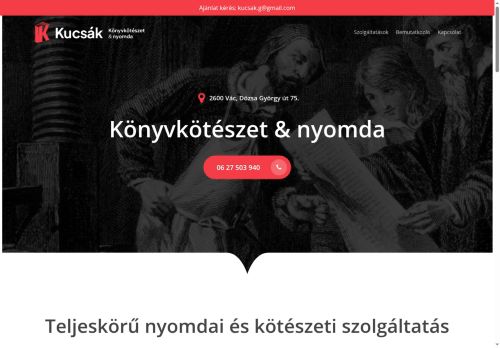 Ajánlat kérés: kucsak.g@gmail.com
Kucsák Könyvkötészet & nyomda
Szolgáltatások Bemutatkozás Kapcsolat
2600 Vác, Dózsa György út 75.
Könyvkötészet & nyomda
06 27 503 940
Teljeskörű nyomdai és kötészeti szolgáltatás